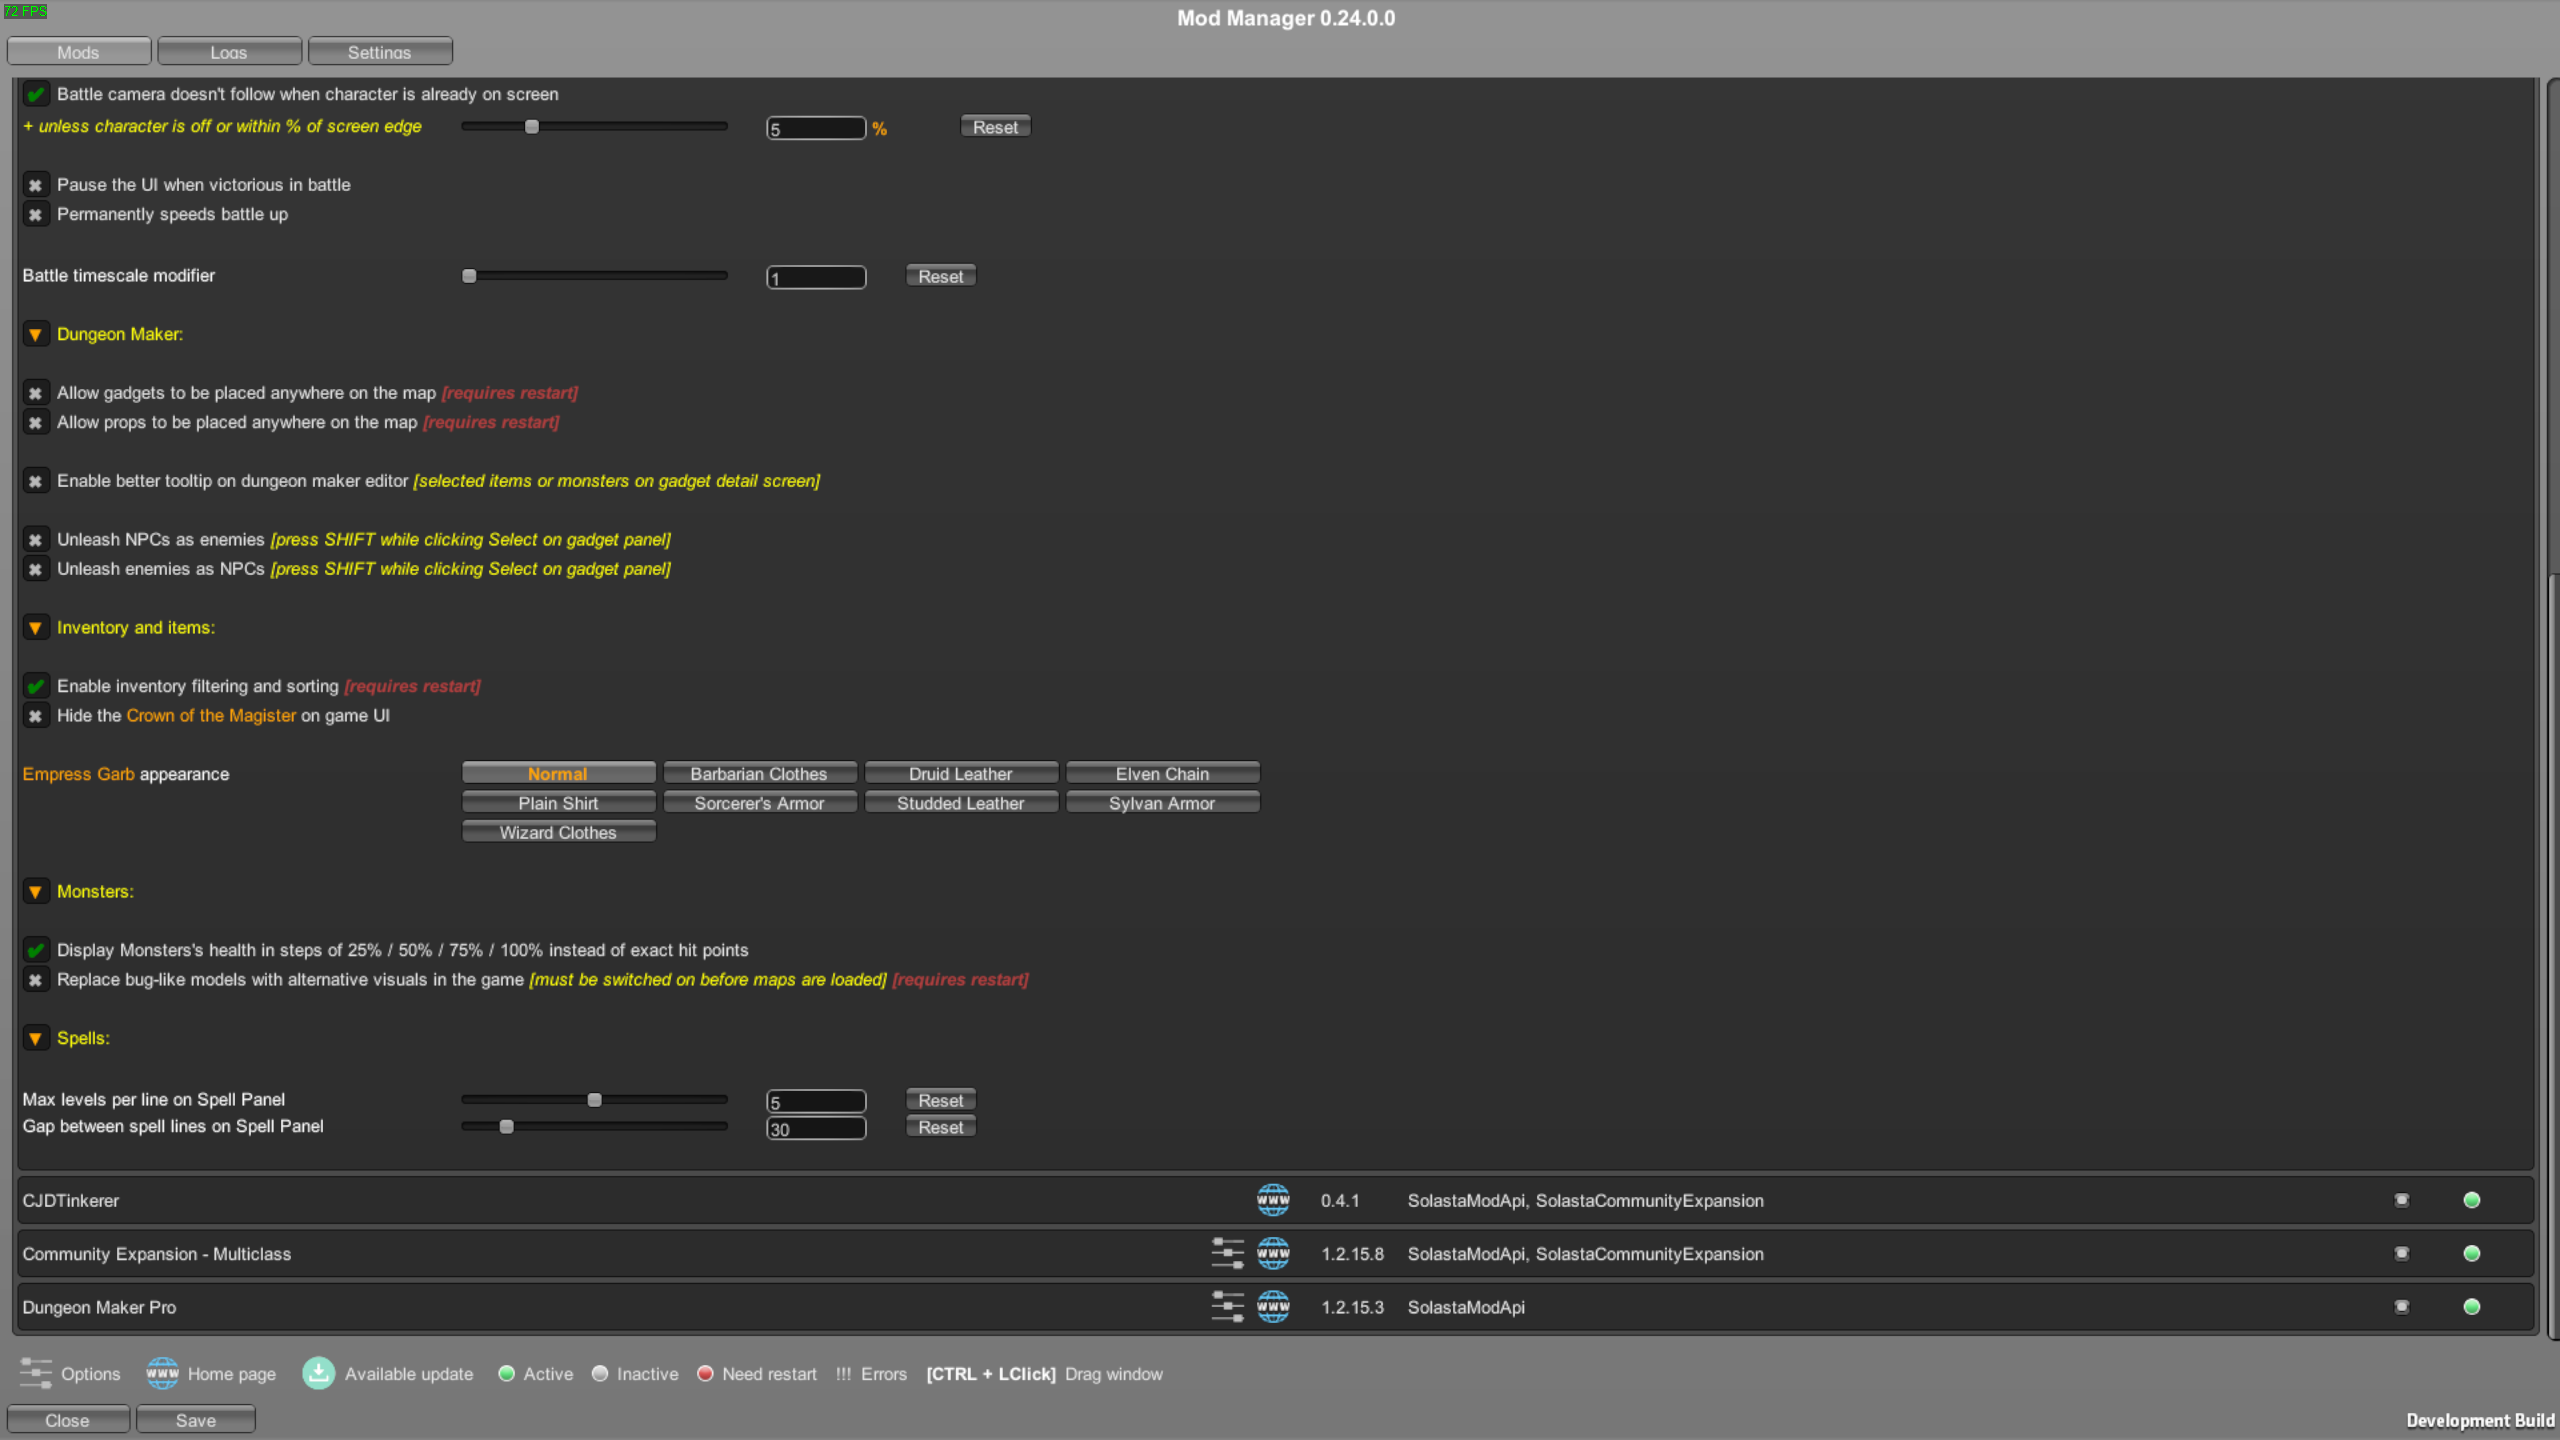 72 FPS
Mod Manager 0.24.0.0
Mods Logs Settings
Battle camera doesn't follow when character is already on screen
+ unless character is off or within % of screen edge 5 % Reset
Pause the UI when victorious in battle
Permanently speeds battle up
Battle timescale modifier 1 Reset
Dungeon Maker:
Allow gadgets to be placed anywhere on the map [requires restart]
Allow props to be placed anywhere on the map [requires restart]
Enable better tooltip on dungeon maker editor [selected items or monsters on gadget detail screen]
Unleash NPCs as enemies [press SHIFT while clicking Select on gadget panel]
Unleash enemies as NPCs [press SHIFT while clicking Select on gadget panel]
Inventory and items:
Enable inventory filtering and sorting [requires restart]
Hide the Crown of the Magister on game UI
Empress Garb appearance Normal Barbarian Clothes Druid Leather Elven Chain
Plain Shirt Sorcerer's Armor Studded Leather Sylvan Armor
Wizard Clothes
Monsters:
Display Monsters's health in steps of 25% / 50% / 75% / 100% instead of exact hit points
Replace bug-like models with alternative visuals in the game [must be switched on before maps are loaded] [requires restart]
Spells:
Max levels per line on Spell Panel 5 Reset
Gap between spell lines on Spell Panel 30 Reset
CJDTinkerer WWW 0.4.1 SolastaModApi, SolastaCommunityExpansion
Community Expansion - Multiclass WWW 1.2.15.8 SolastaModApi, SolastaCommunityExpansion
Dungeon Maker Pro WWW 1.2.15.3 SolastaModApi
Options WWW Home page Available update Active Inactive Need restart !!! Errors [CTRL + LClick] Drag window
Close Save
Development Build